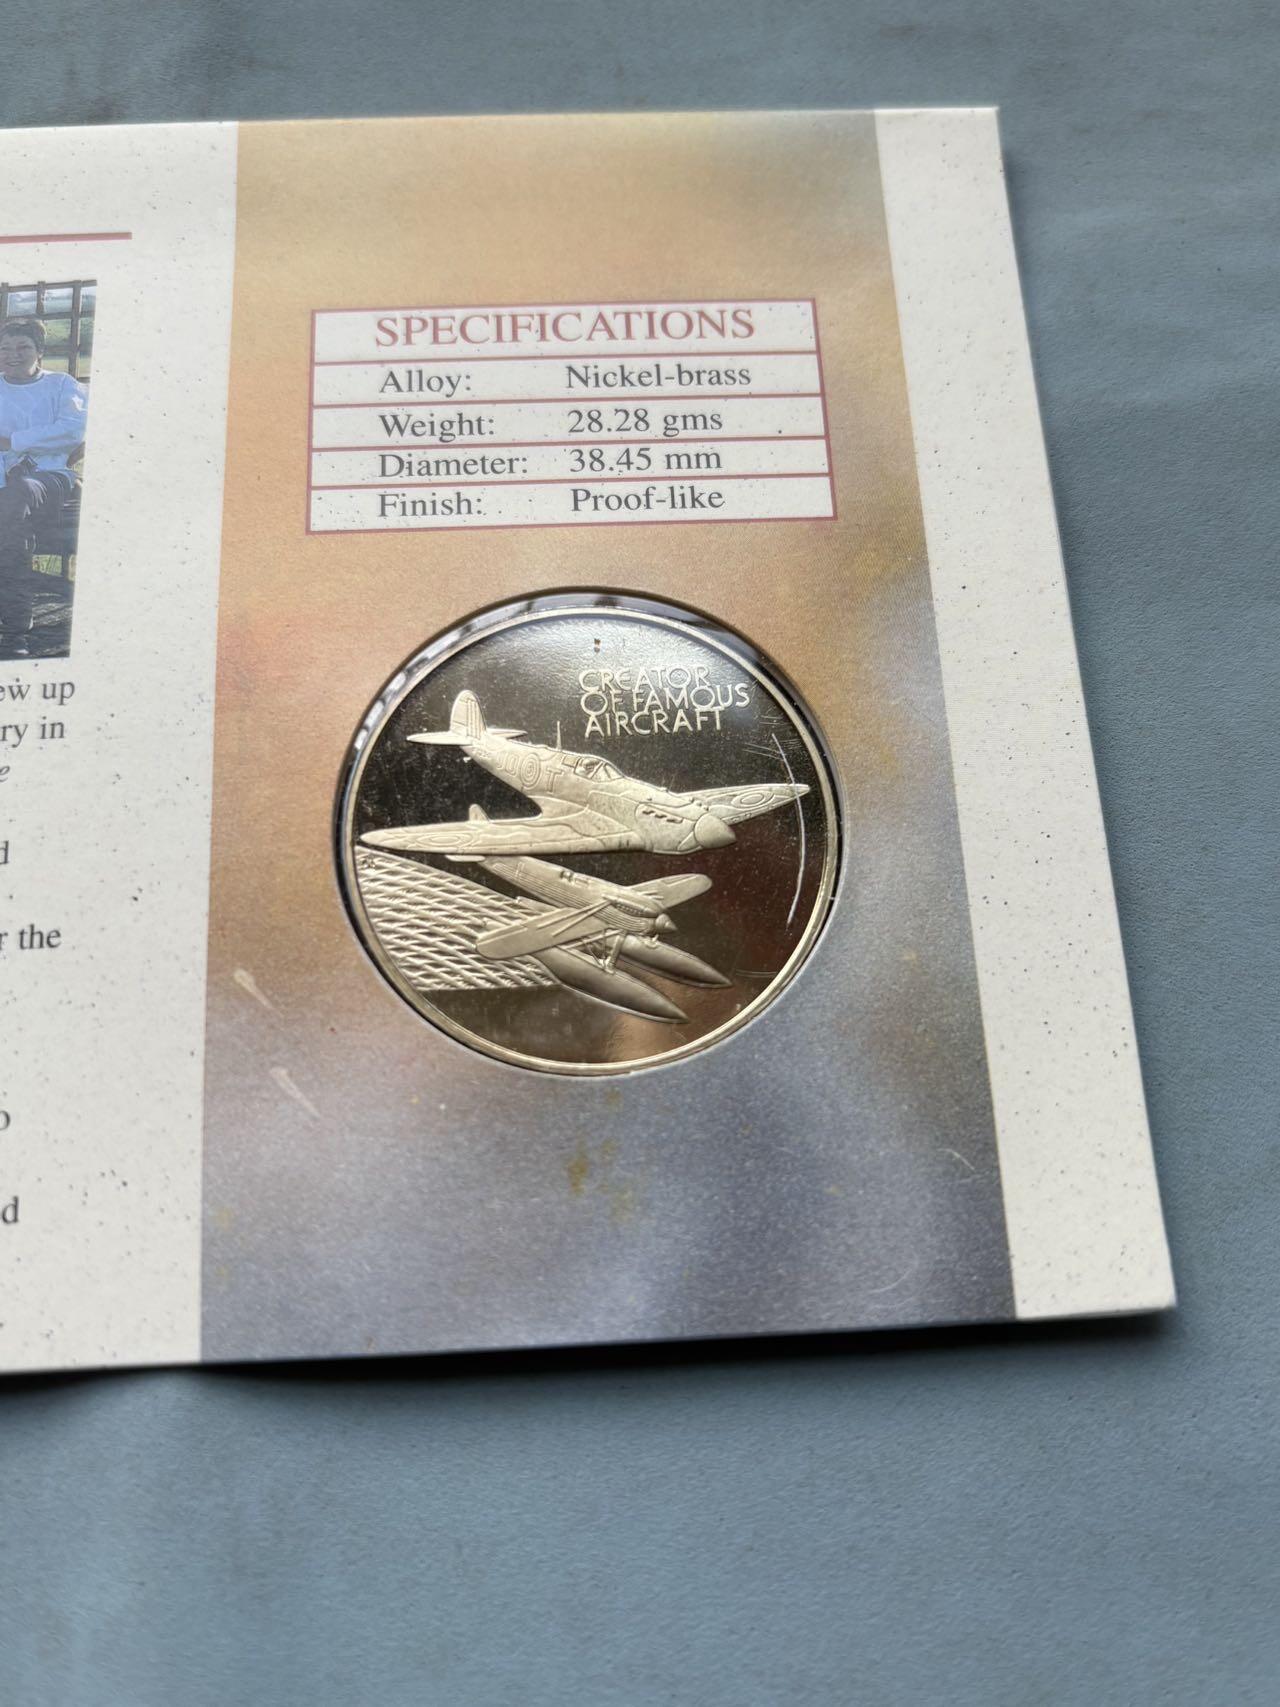 SPECIFICATIONS
Alloy: Nickel-brass
Weight: 28.28 gms
Diameter: 38.45 mm
Finish: Proof-like
CREATOR
OF FAMOUS
AIRCRAFT
up
ry in
e
d
r the
o
d